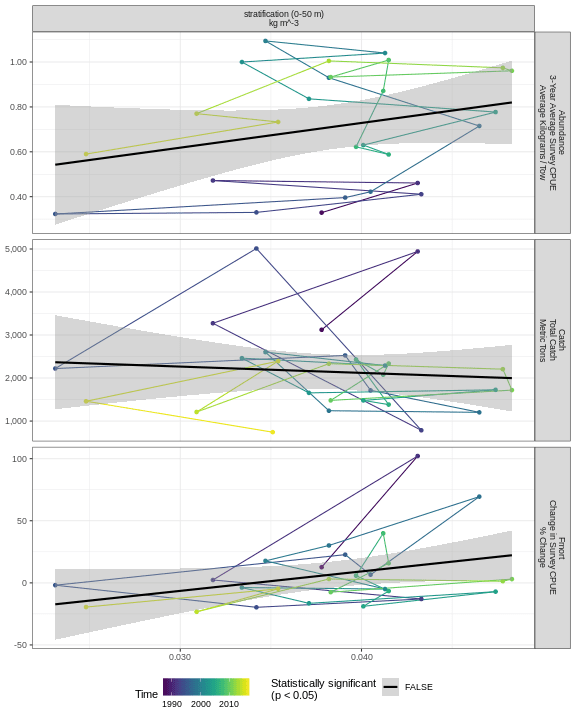 stratification (0-50 m)
kg m^-3
1.00
0.80
0.60
0.40
Abundance
3-Year Average Survey CPUE
Average Kilograms / Tow
5,000
4,000
3,000
2,000
1,000
Catch
Total Catch
Metric Tons
100
50
0
-50
Fmort
Change in Survey CPUE
% Change
0.030
0.040
Time
1990
2000
2010
Statistically significant
(p < 0.05)
FALSE